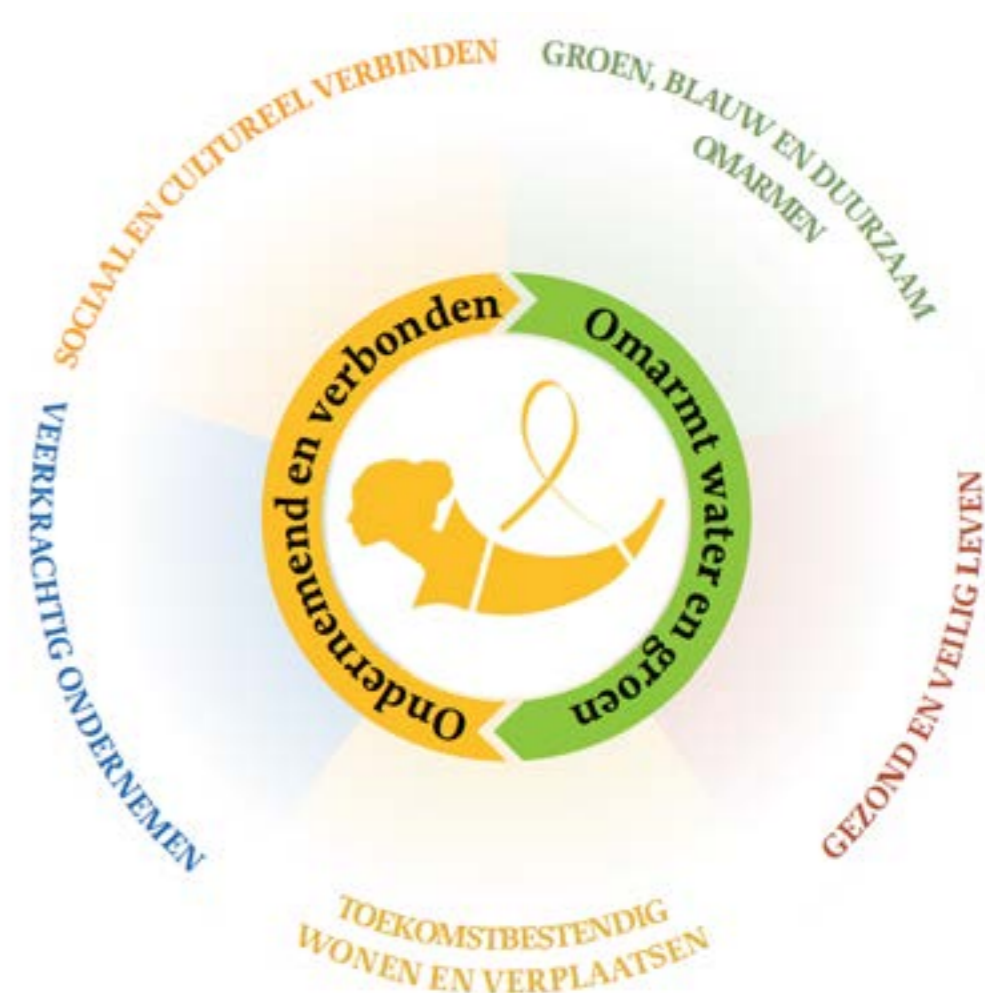 SOCIAAL EN CULTUREEL VERBINDEN
GROEN, BLAUW EN DUURZAAM
OMARMEN
Ondernemend en verbonden
Omarmt water en groen
VEERKRACHTIG ONDERNEMEN
GEZOND EN VEILIG LEVEN
TOEKOMSTBESTENDIG
WONEN EN VERPLAATSEN